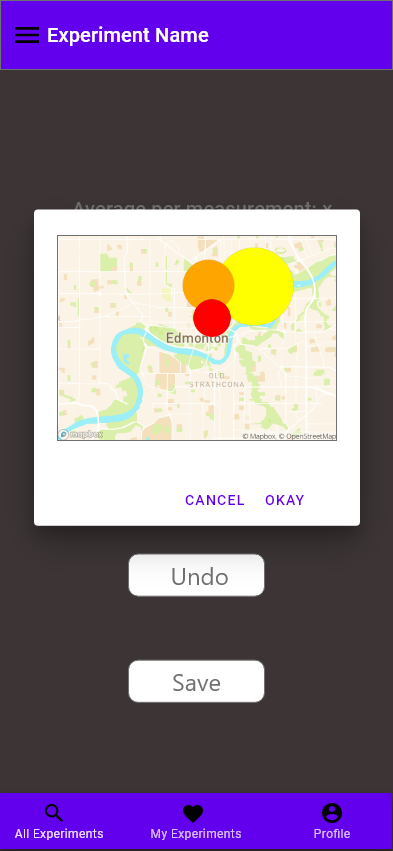 Experiment Name
Average per measurement: x
Edmonton
OLD
STRATHCONA
mapbox
© Mapbox, © OpenStreetMap
CANCEL OKAY
Undo
Save
All Experiments My Experiments Profile